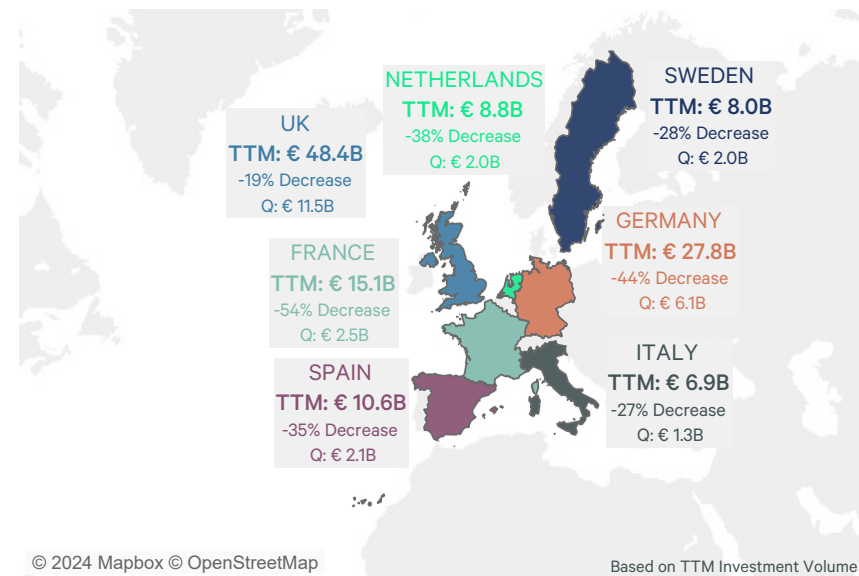 NETHERLANDS
TTM: € 8.8B
-38% Decrease
Q: € 2.0B
SWEDEN
TTM: € 8.0B
-28% Decrease
Q: € 2.0B
UK
TTM: € 48.4B
-19% Decrease
Q: € 11.5B
GERMANY
TTM: € 27.8B
-44% Decrease
Q: € 6.1B
FRANCE
TTM: € 15.1B
-54% Decrease
Q: € 2.5B
ITALY
TTM: € 6.9B
-27% Decrease
Q: € 1.3B
SPAIN
TTM: € 10.6B
-35% Decrease
Q: € 2.1B
© 2024 Mapbox © OpenStreetMap
Based on TTM Investment Volume